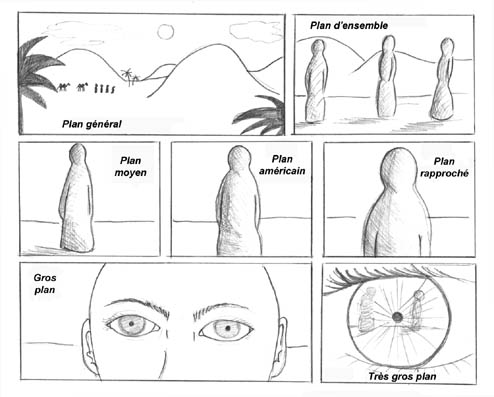 Plan général
Plan d'ensemble
Plan
moyen
Plan
américain
Plan
rapproché
Gros
plan
Très gros plan